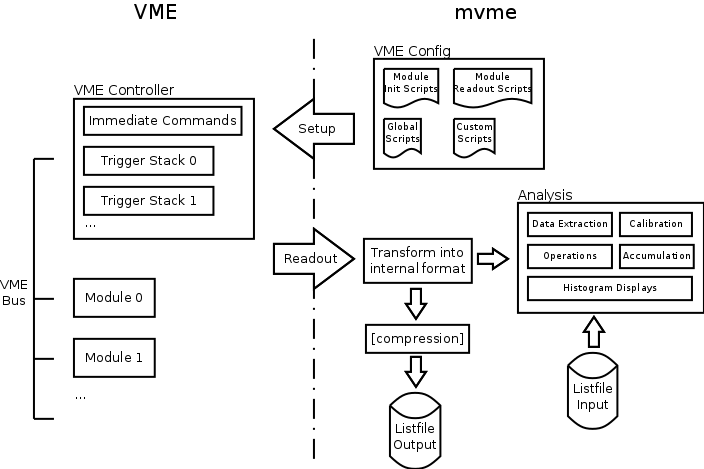 VME
mvme
VME Controller
Immediate Commands
Trigger Stack 0
Trigger Stack 1
...
VME
Bus
Module 0
Module 1
...
Setup
VME Config
Module
Init Scripts
Module
Readout Scripts
Global
Scripts
Custom
Scripts
Readout
Transform into
internal format
[compression]
Listfile
Output
Analysis
Data Extraction
Calibration
Operations
Accumulation
Histogram Displays
Listfile
Input